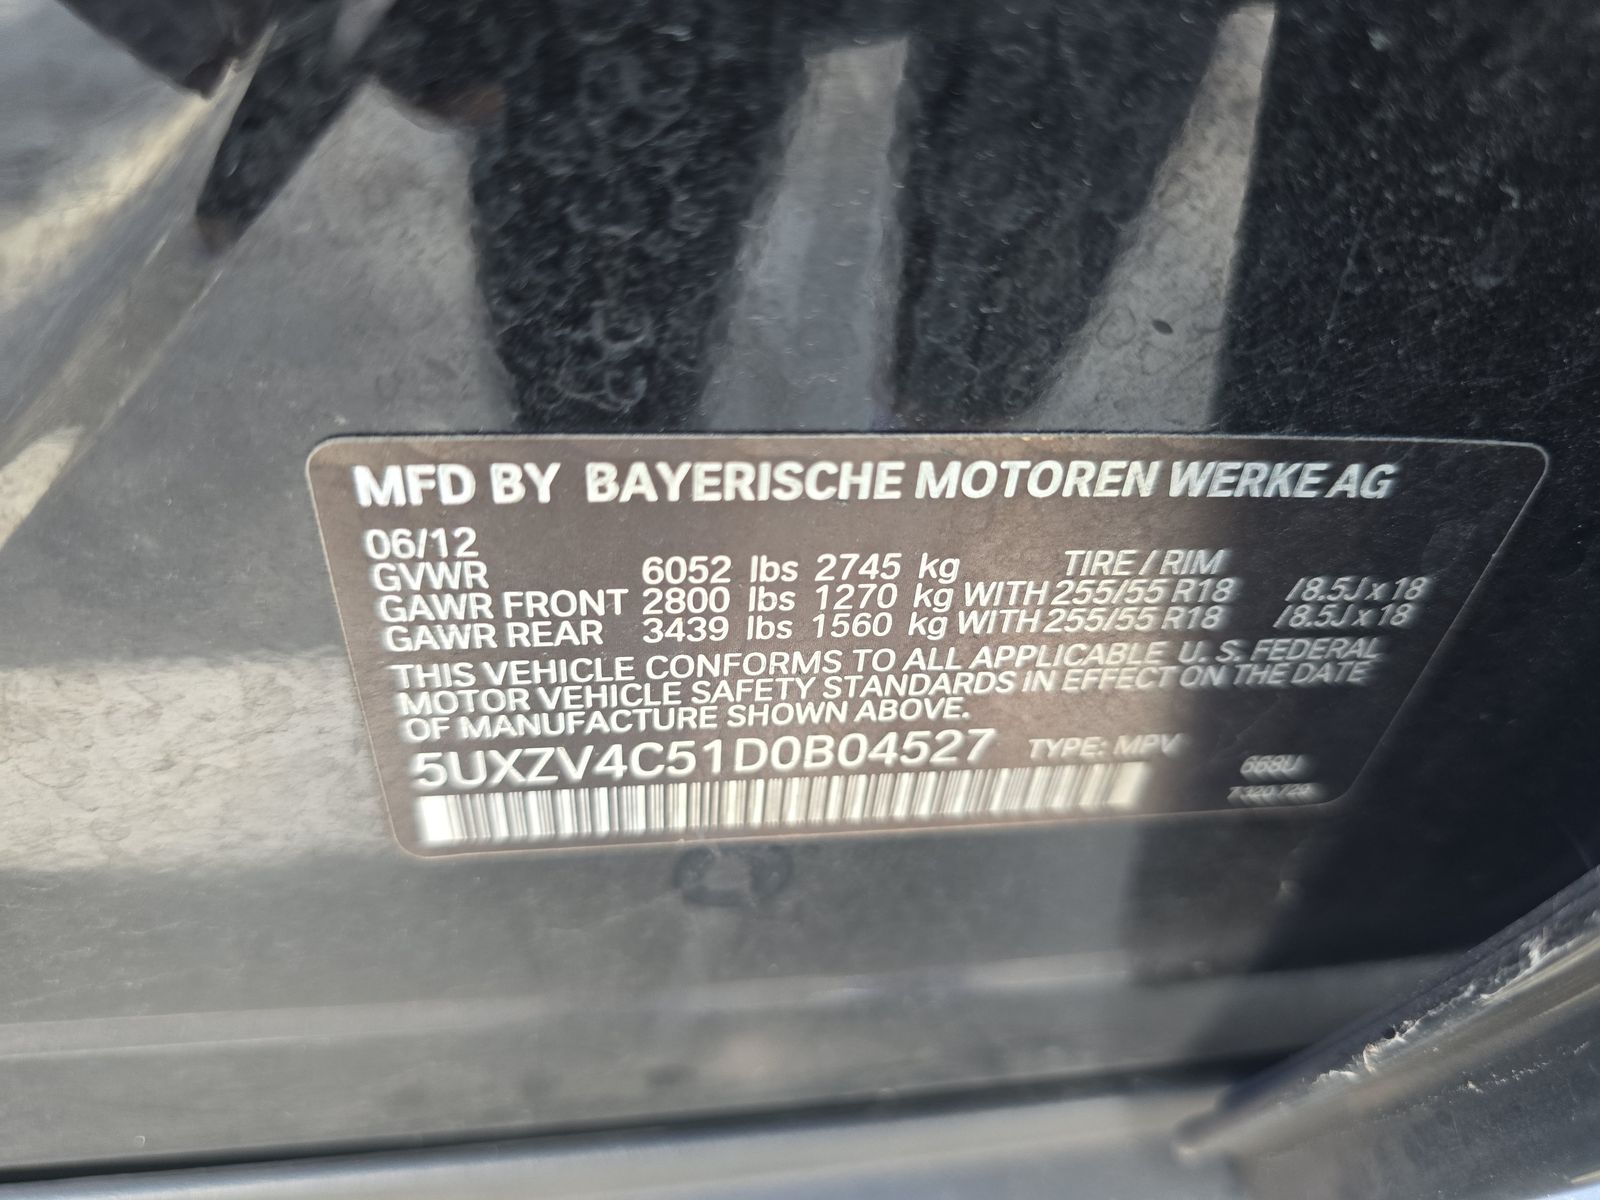 MFD BY BAYERISCHE MOTOREN WERKE AG
06/12
GVWR 6052 lbs 2745 kg TIRE / RIM
GAWR FRONT 2800 lbs 1270 kg WITH 255/55 R18 / 8.5J x 18
GAWR REAR 3439 lbs 1560 kg WITH 255/55 R18 / 8.5J x 18
THIS VEHICLE CONFORMS TO ALL APPLICABLE U. S. FEDERAL
MOTOR VEHICLE SAFETY STANDARDS IN EFFECT ON THE DATE
OF MANUFACTURE SHOWN ABOVE.
5UXZV4C51D0B04527 TYPE: MPV
668U
7320 729